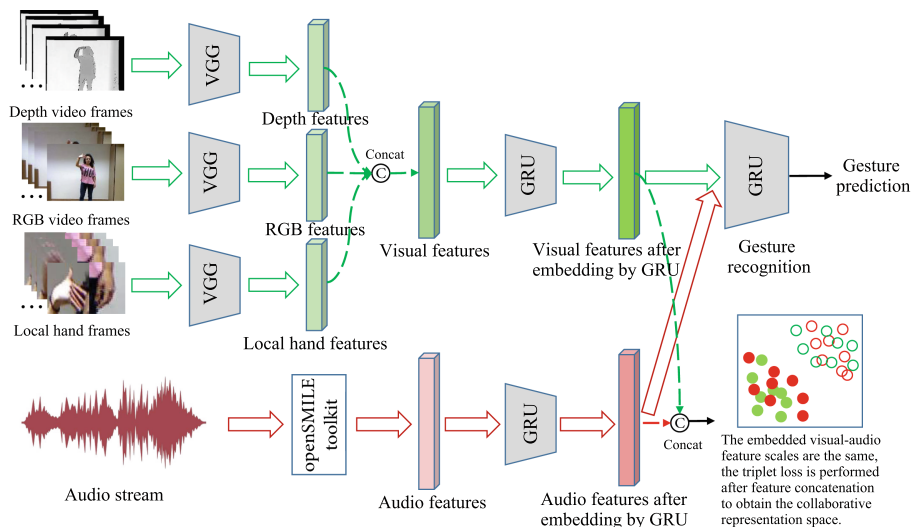 Depth video frames
VGG
Depth features
RGB video frames
VGG
RGB features
Local hand frames
VGG
Local hand features
Concat
C
Visual features
GRU
Visual features after
embedding by GRU
GRU
Gesture
recognition
Gesture
prediction
Audio stream
openSMILE
toolkit
Audio features
GRU
Audio features after
embedding by GRU
C
Concat
The embedded visual-audio
feature scales are the same,
the triplet loss is performed
after feature concatenation
to obtain the collaborative
representation space.